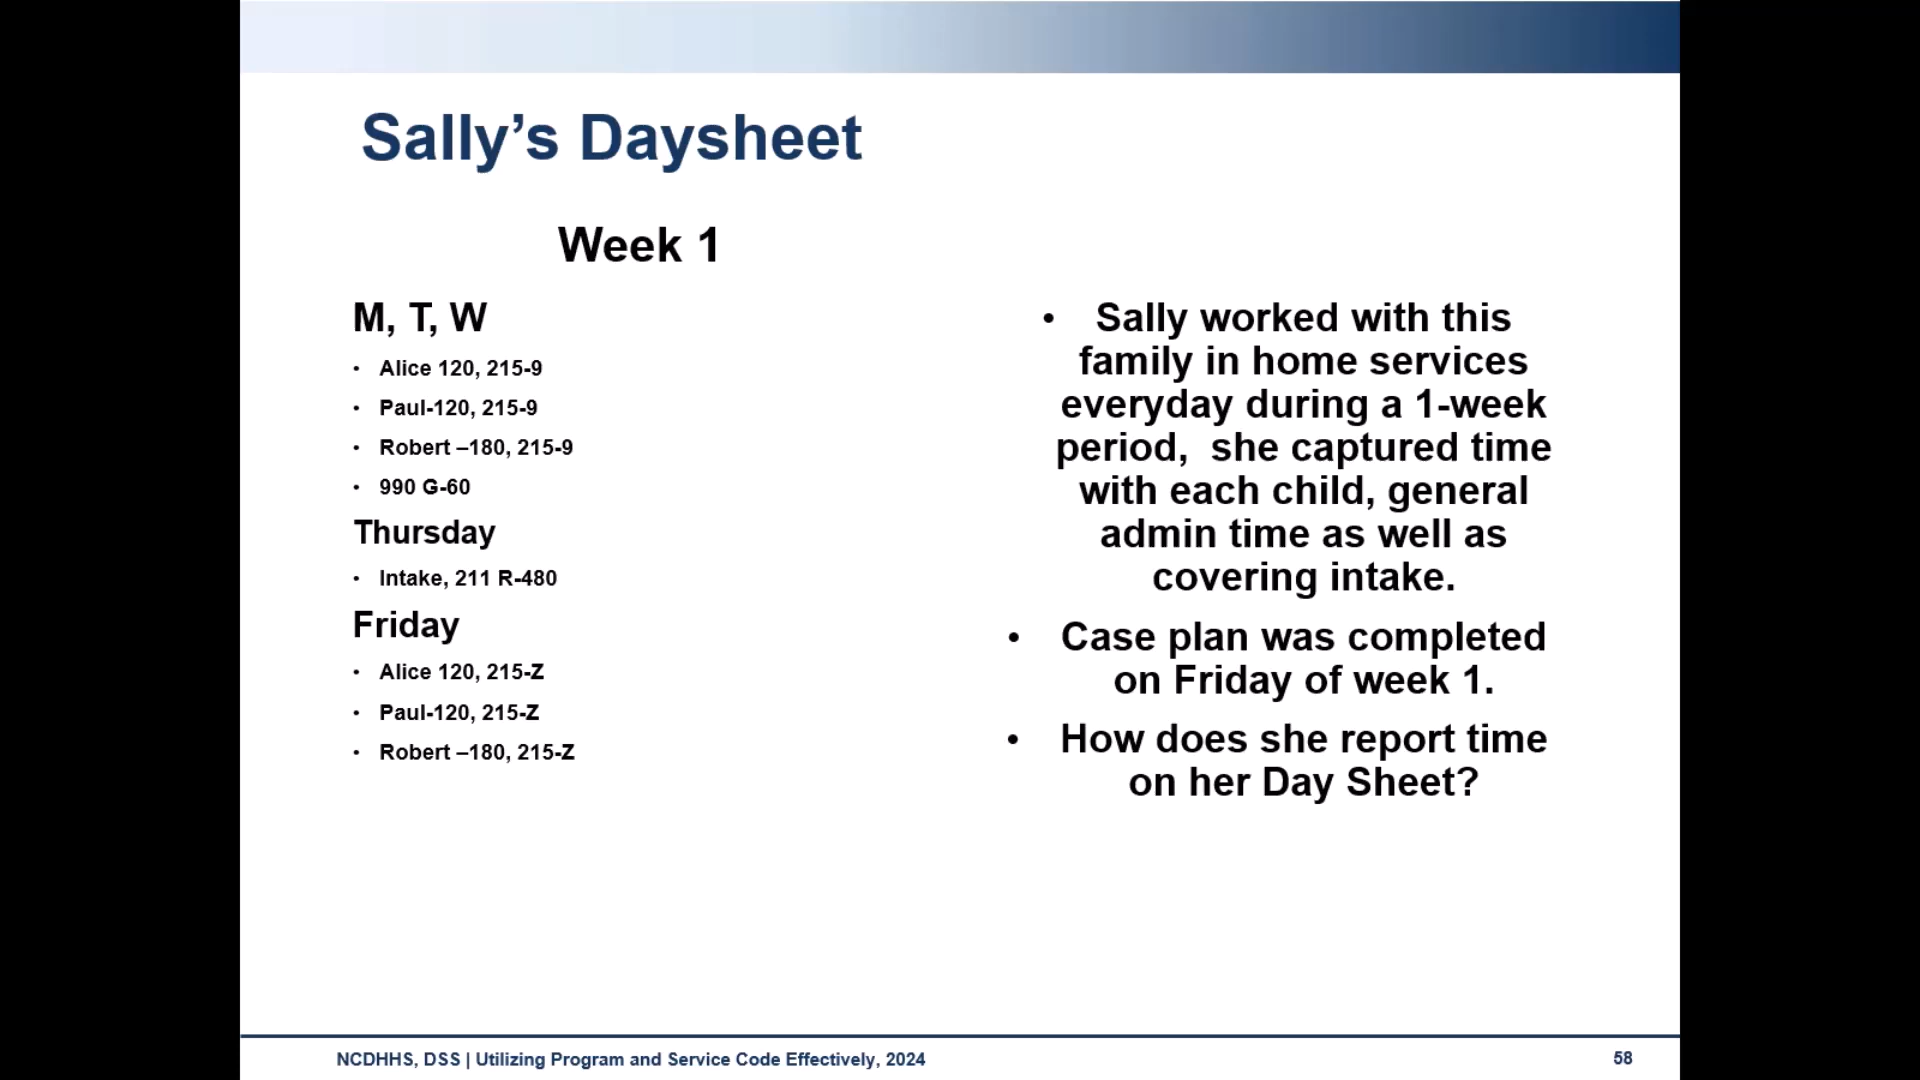 Sally’s Daysheet
Week 1
M, T, W
• Alice 120, 215-9
• Paul-120, 215-9
• Robert –180, 215-9
• 990 G-60
Thursday
• Intake, 211 R-480
Friday
• Alice 120, 215-Z
• Paul-120, 215-Z
• Robert –180, 215-Z
• Sally worked with this
family in home services
everyday during a 1-week
period, she captured time
with each child, general
admin time as well as
covering intake.
• Case plan was completed
on Friday of week 1.
• How does she report time
on her Day Sheet?
NCDHHS, DSS | Utilizing Program and Service Code Effectively, 2024
58